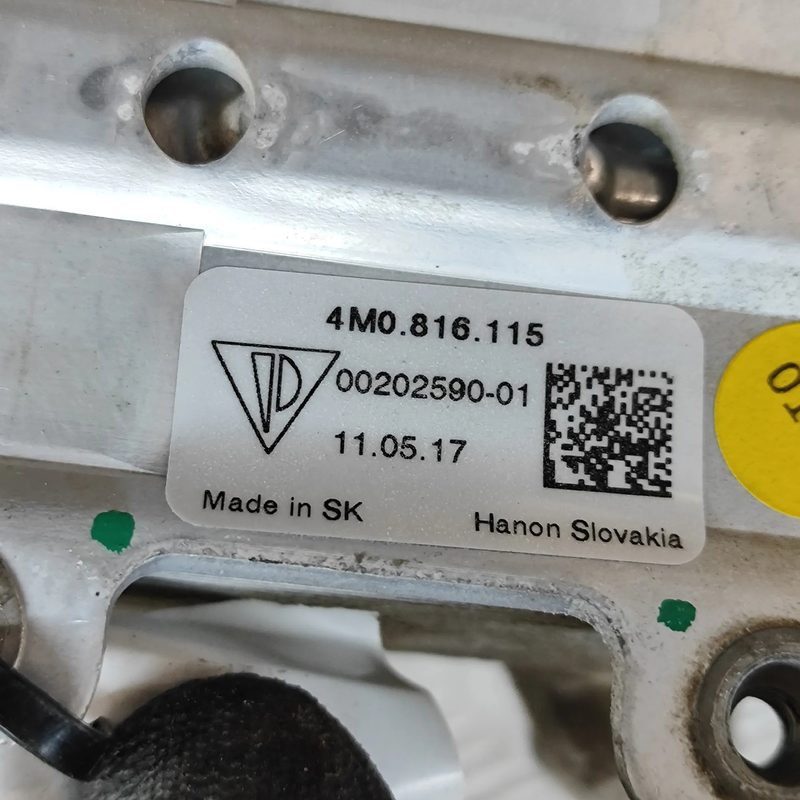 4M0.816.115
00202590-01
11.05.17
Made in SK
Hanon Slovakia